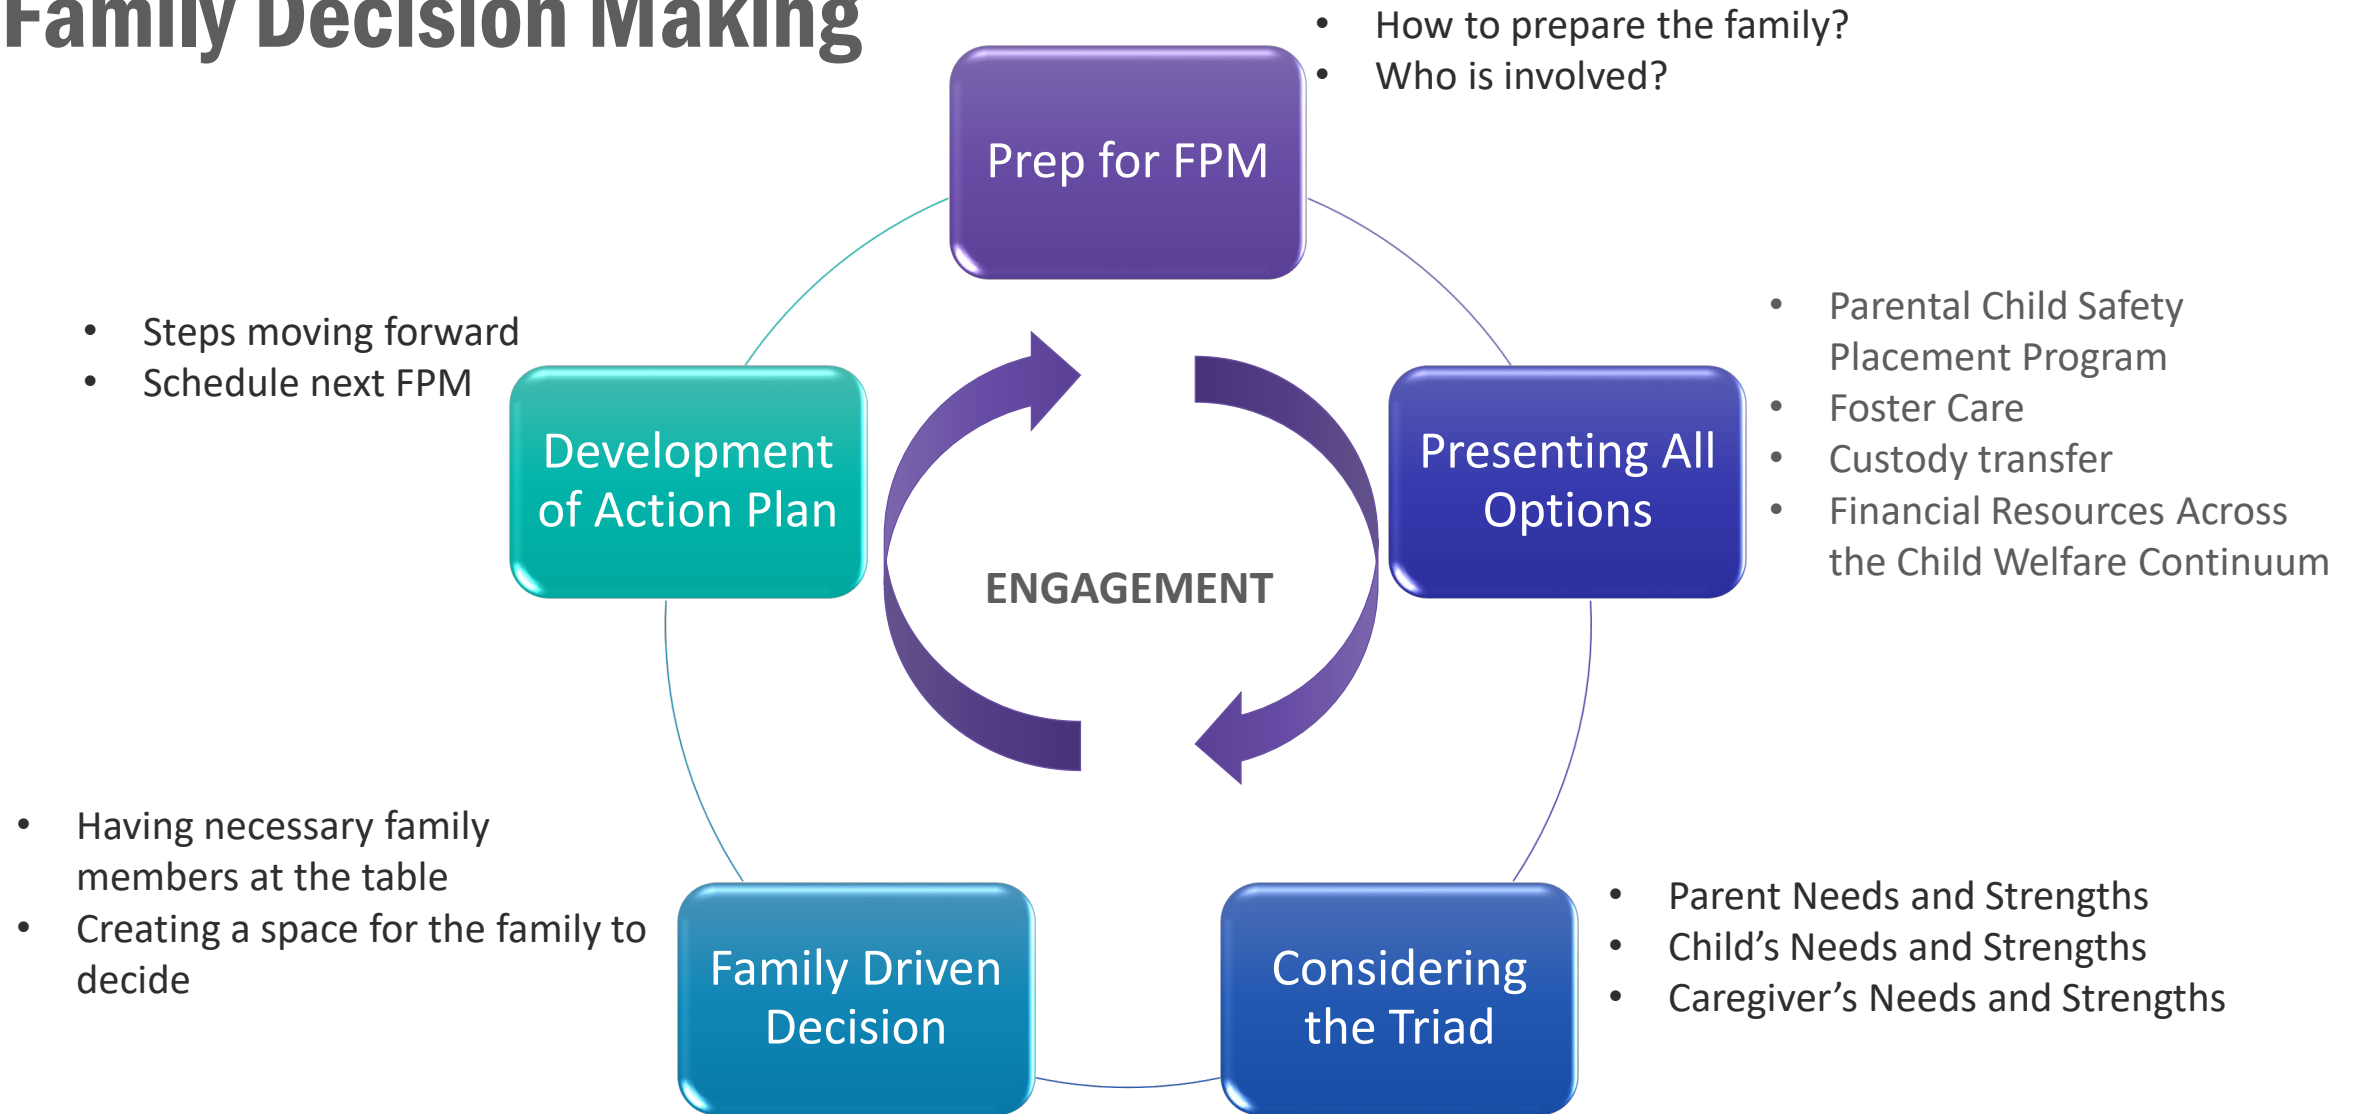 Family Decision Making
• How to prepare the family?
• Who is involved?
Prep for FPM
• Parental Child Safety
Placement Program
• Foster Care
• Custody transfer
• Financial Resources Across
the Child Welfare Continuum
Presenting All
Options
• Parent Needs and Strengths
• Child’s Needs and Strengths
• Caregiver’s Needs and Strengths
Considering
the Triad
• Having necessary family
members at the table
• Creating a space for the family to
decide
Family Driven
Decision
• Steps moving forward
• Schedule next FPM
Development
of Action Plan
ENGAGEMENT